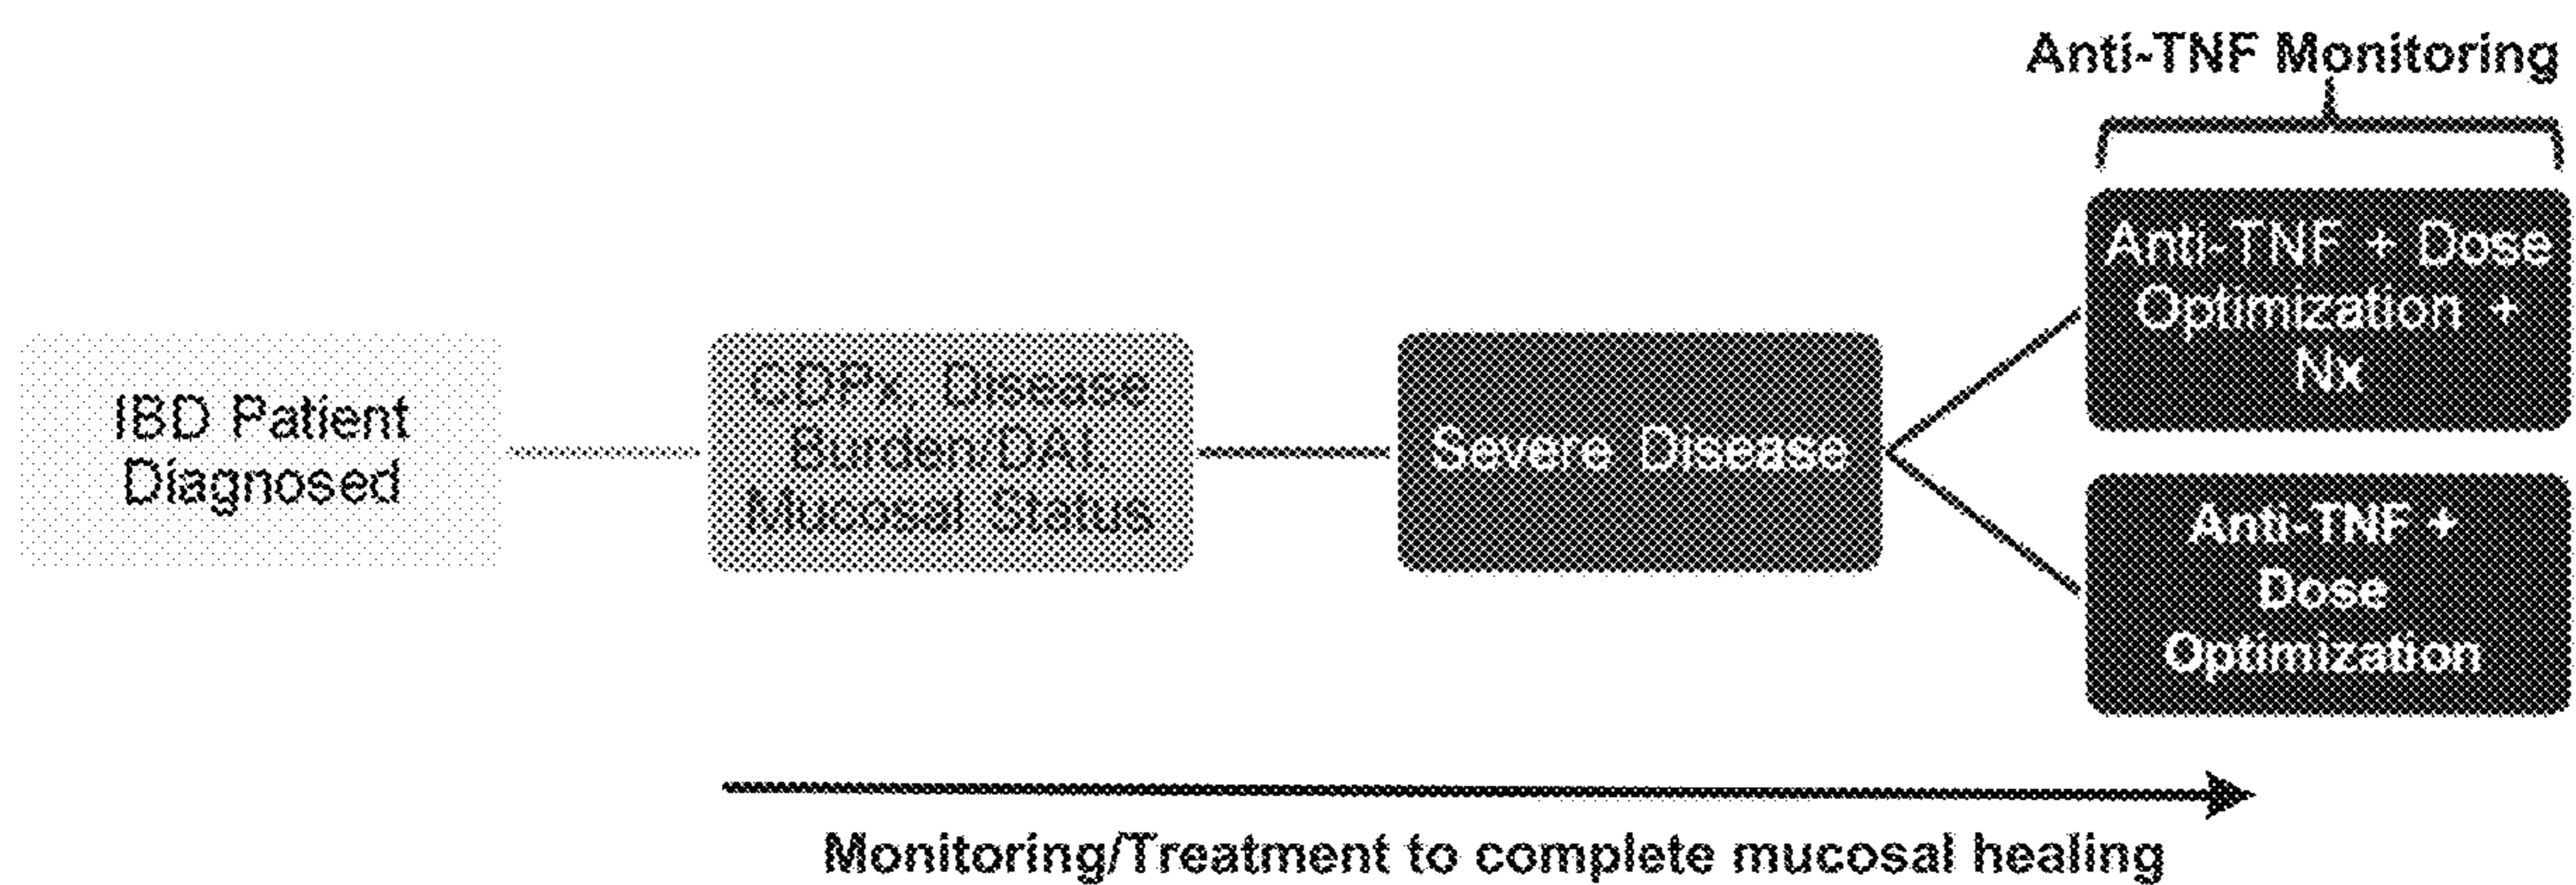 Anti-TNF Monitoring
Anti-TNF + Dose
Optimization +
Nx
IBD Patient
Diagnosed
CDPx, Disease
Burden/DAI
Mucosal Status
Severe Disease
Anti-TNF +
Dose
Optimization
Monitoring/Treatment to complete mucosal healing